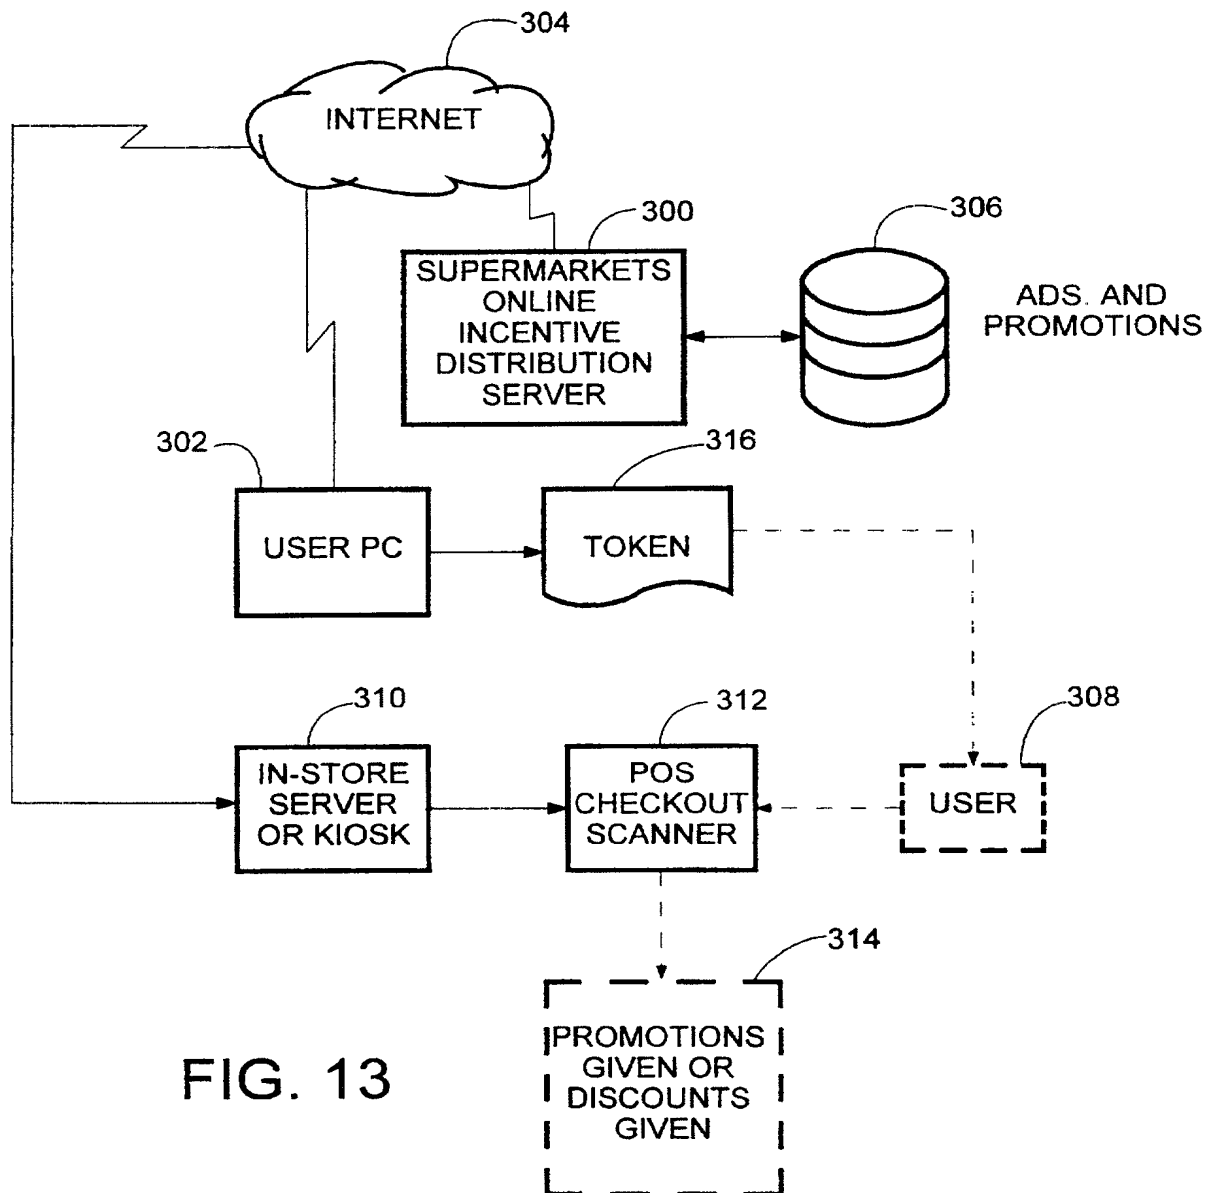 304
INTERNET
300
306
SUPERMARKETS
ONLINE
INCENTIVE
DISTRIBUTION
SERVER
ADS. AND
PROMOTIONS
302
316
USER PC
TOKEN
310
312
308
IN-STORE
SERVER
OR KIOSK
POS
CHECKOUT
SCANNER
USER
314
PROMOTIONS
GIVEN OR
DISCOUNTS
GIVEN
FIG. 13